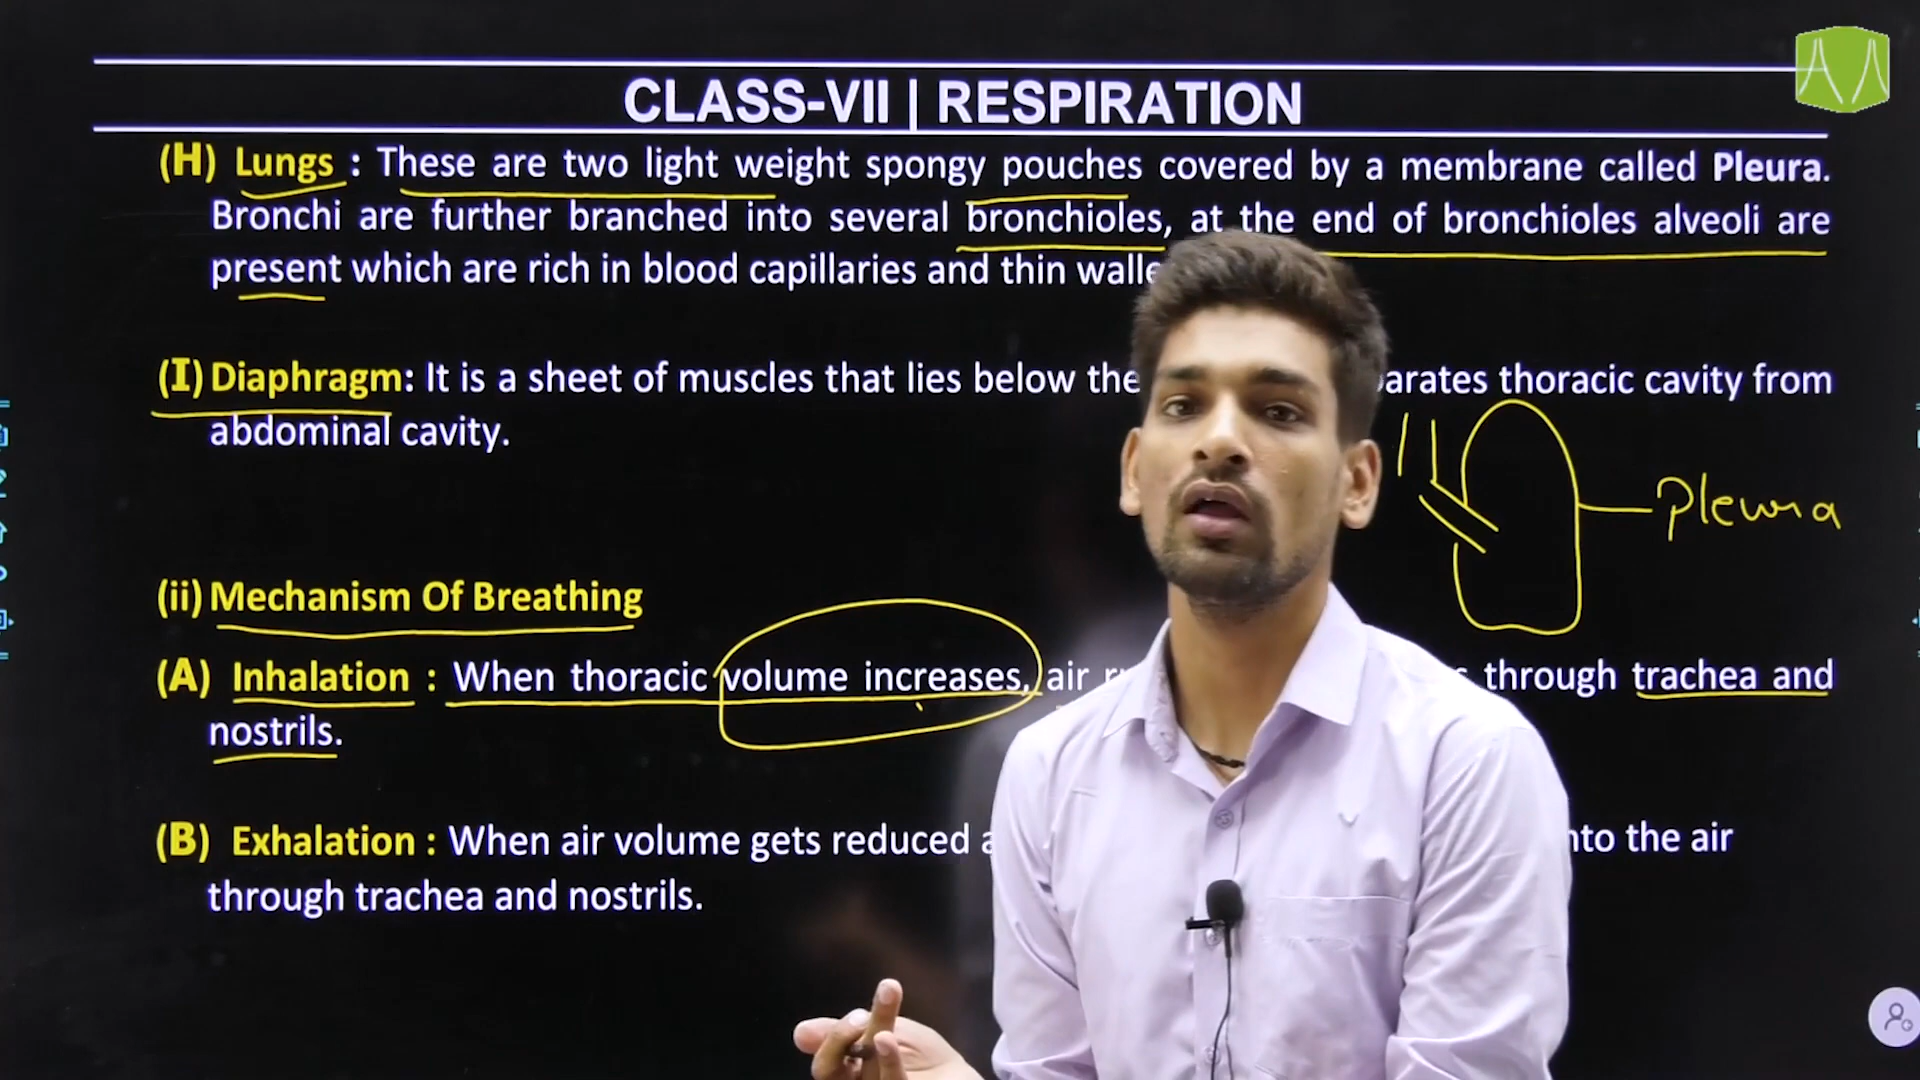 CLASS-VII | RESPIRATION
(H) Lungs : These are two light weight spongy pouches covered by a membrane called Pleura.
Bronchi are further branched into several bronchioles, at the end of bronchioles alveoli are
present which are rich in blood capillaries and thin
(I) Diaphragm: It is a sheet of muscles that lies below the thoracic cavity from
abdominal cavity.
Pleura
(ii) Mechanism Of Breathing
(A) Inhalation : When thoracic volume increases, air through trachea and
nostrils.
(B) Exhalation : When air volume gets reduced the air
through trachea and nostrils.